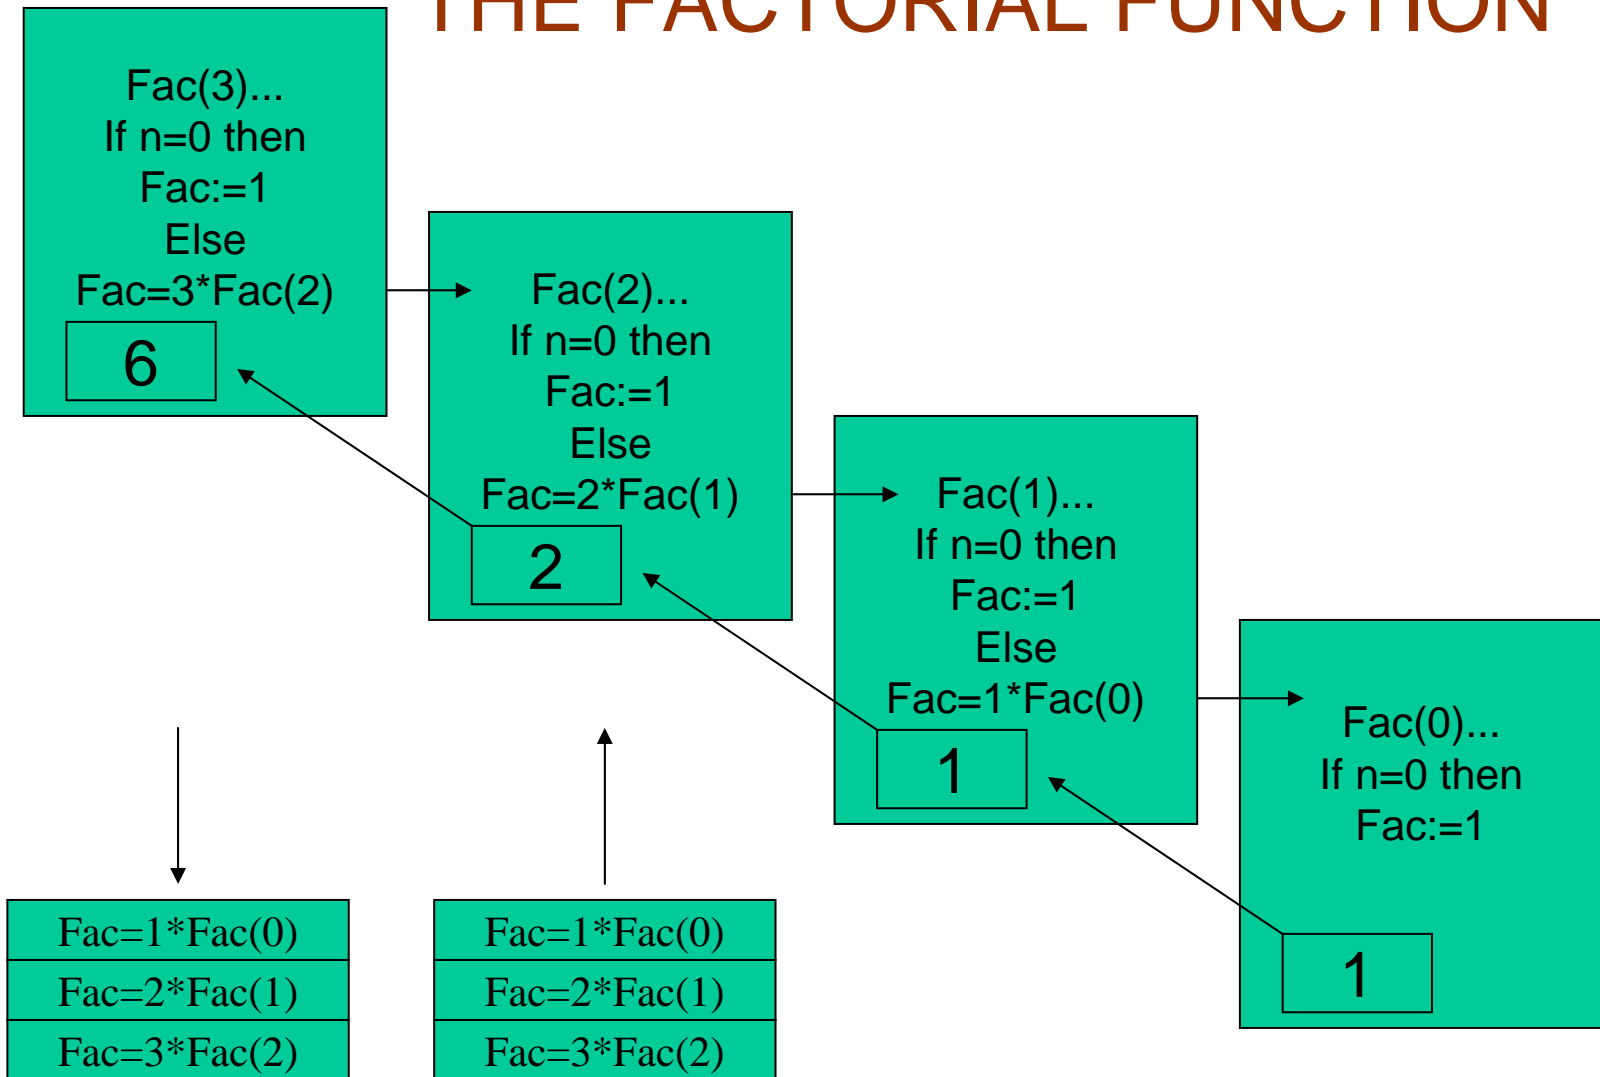 THE FACTORIAL FUNCTION
Fac(3)...
If n=0 then
Fac:=1
Else
Fac=3*Fac(2)
6
Fac(2)...
If n=0 then
Fac:=1
Else
Fac=2*Fac(1)
2
Fac(1)...
If n=0 then
Fac:=1
Else
Fac=1*Fac(0)
1
Fac(0)...
If n=0 then
Fac:=1
1
Fac=1*Fac(0)
Fac=2*Fac(1)
Fac=3*Fac(2)
Fac=1*Fac(0)
Fac=2*Fac(1)
Fac=3*Fac(2)